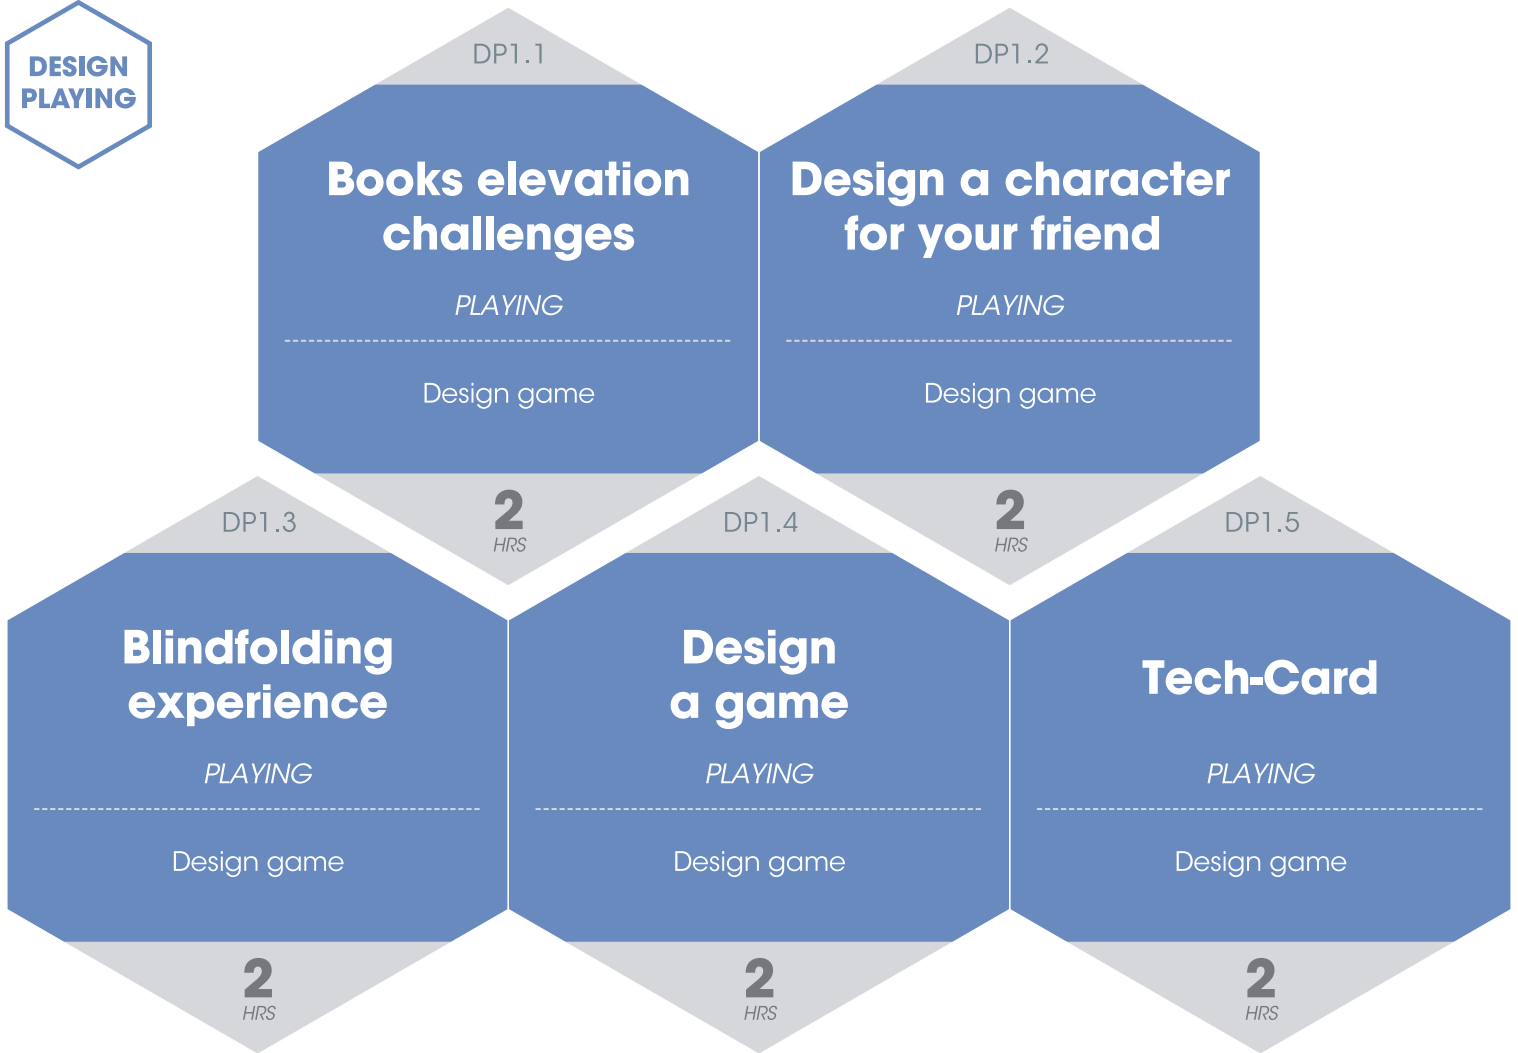 DESIGN
PLAYING
DP1.1
Books elevation
challenges
PLAYING
Design game
2
HRS
DP1.2
Design a character
for your friend
PLAYING
Design game
2
HRS
DP1.3
Blindfolding
experience
PLAYING
Design game
2
HRS
DP1.4
Design
a game
PLAYING
Design game
2
HRS
DP1.5
Tech-Card
PLAYING
Design game
2
HRS